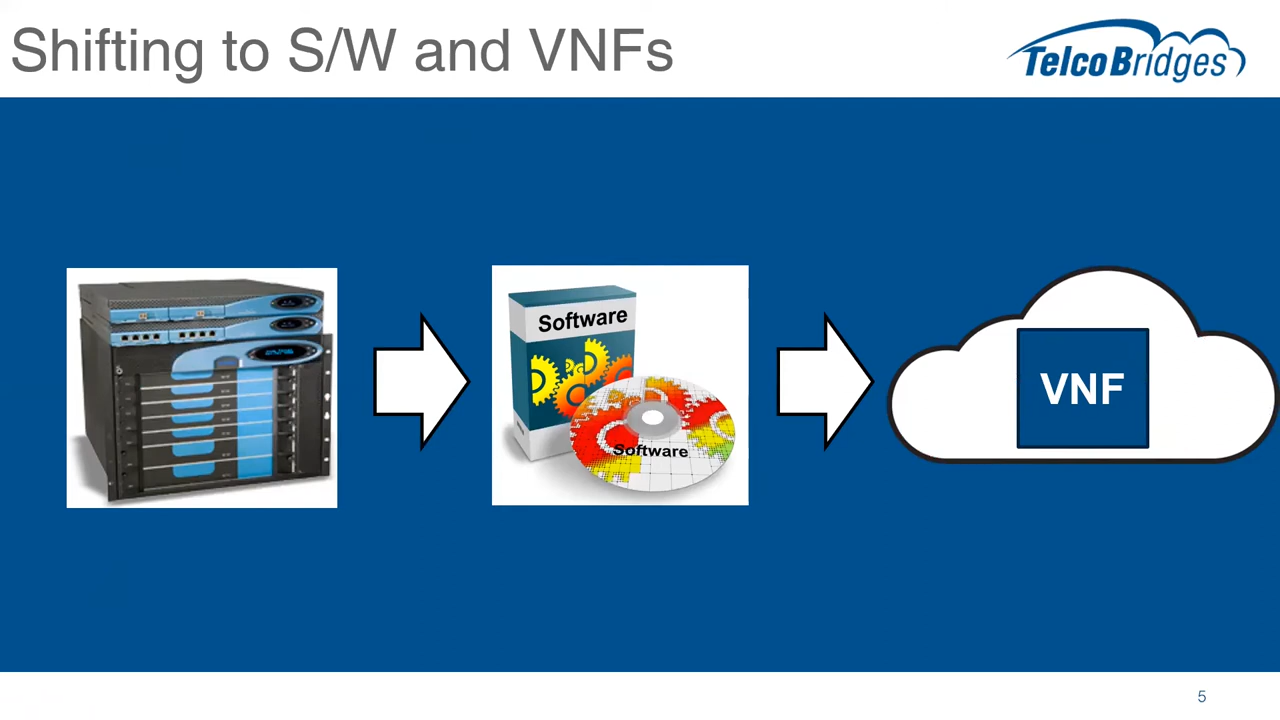 Shifting to S/W and VNFs
TelcoBridges
Software
Software
VNF
5